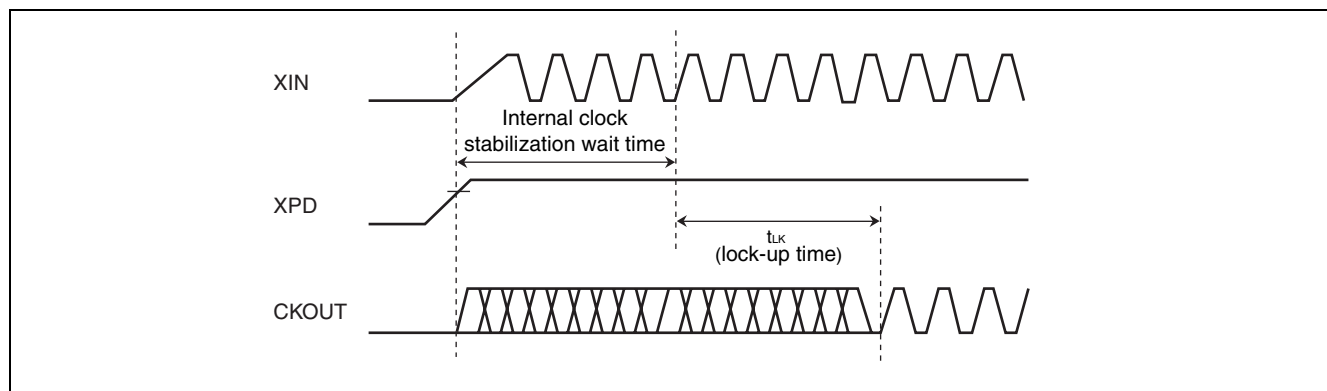 XIN
Internal clock
stabilization wait time
XPD
tLK
(lock-up time)
CKOUT